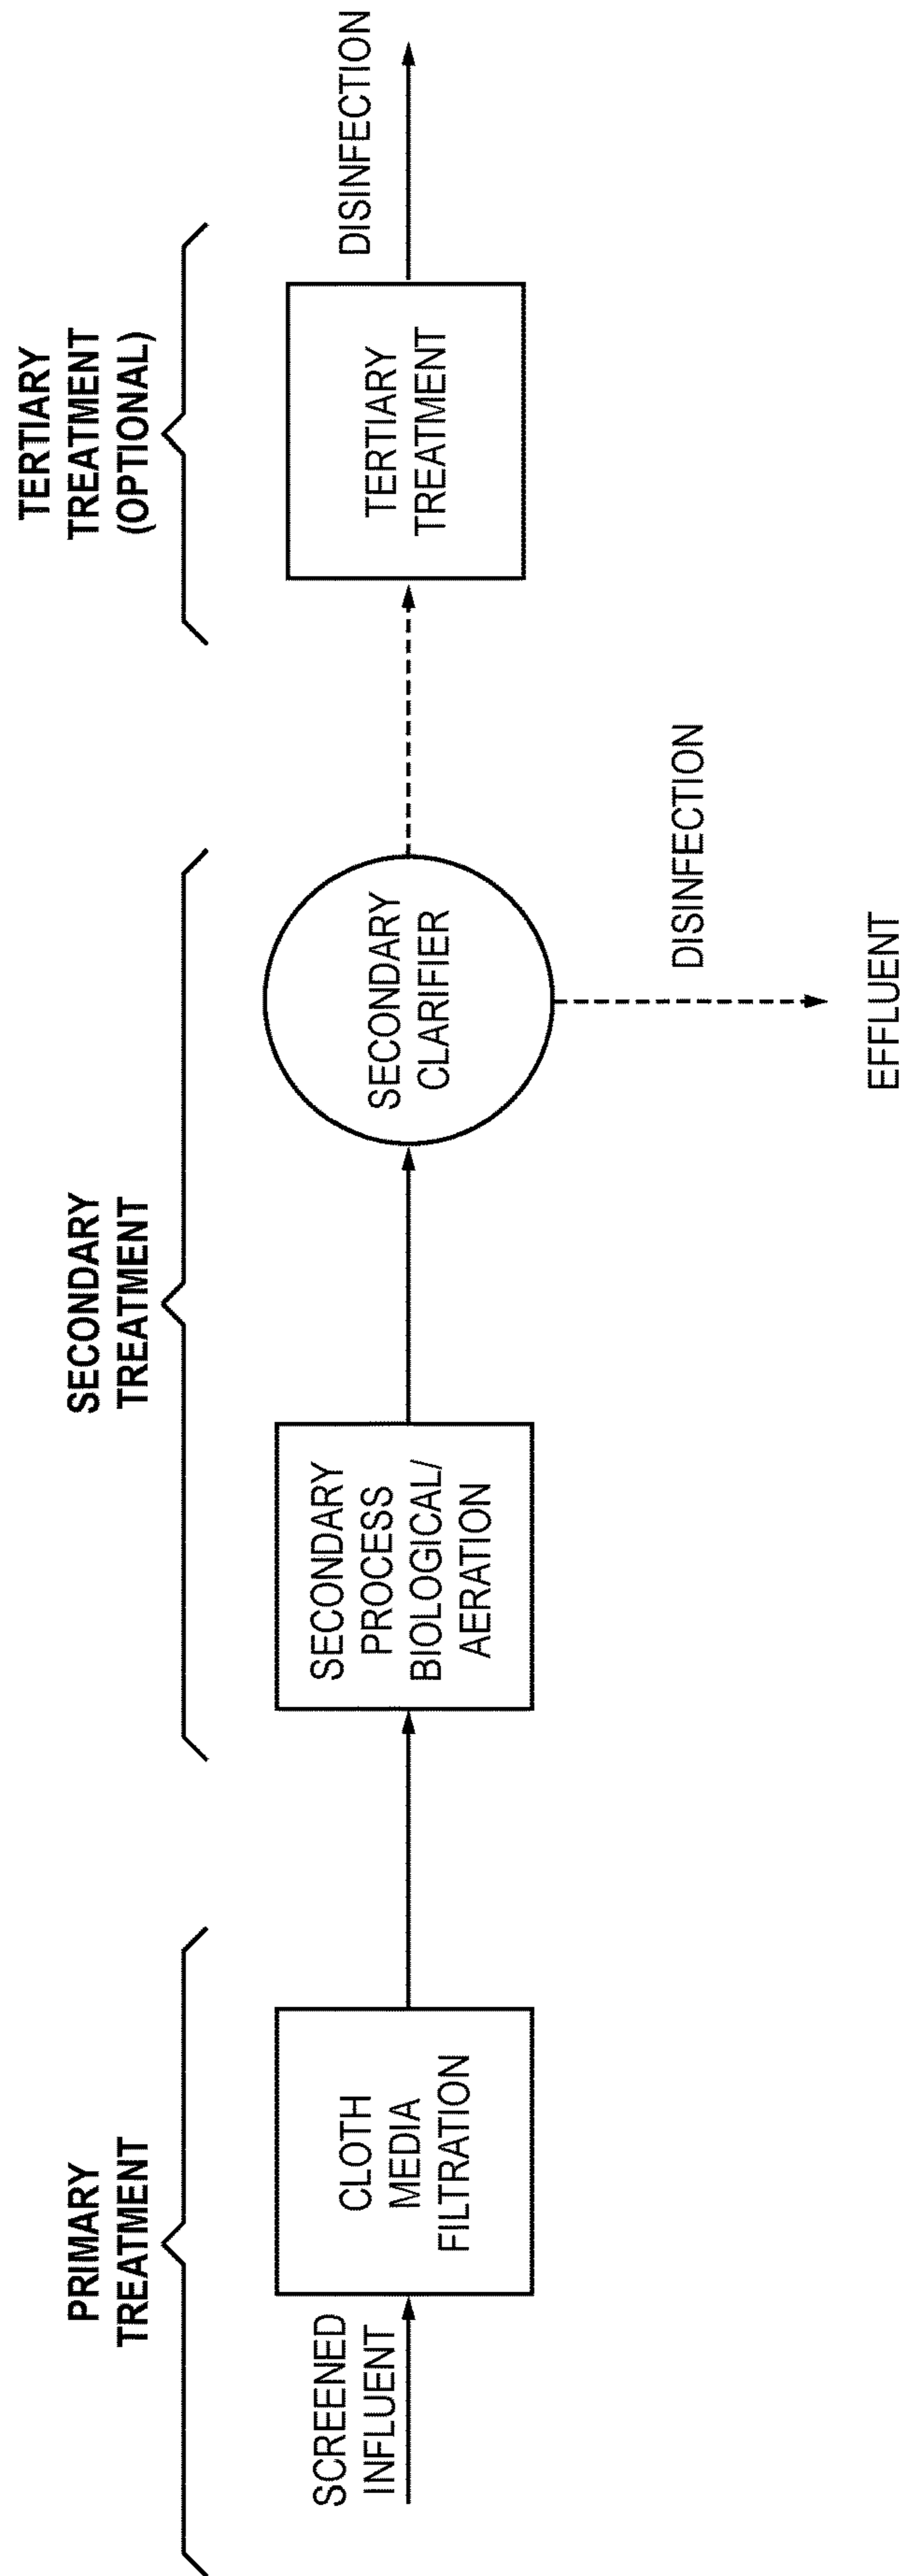 PRIMARY
TREATMENT
SECONDARY
TREATMENT
TERTIARY
TREATMENT
(OPTIONAL)
SCREENED
INFLUENT
CLOTH
MEDIA
FILTRATION
SECONDARY
PROCESS
BIOLOGICAL/
AERATION
SECONDARY
CLARIFIER
TERTIARY
TREATMENT
DISINFECTION
DISINFECTION
EFFLUENT